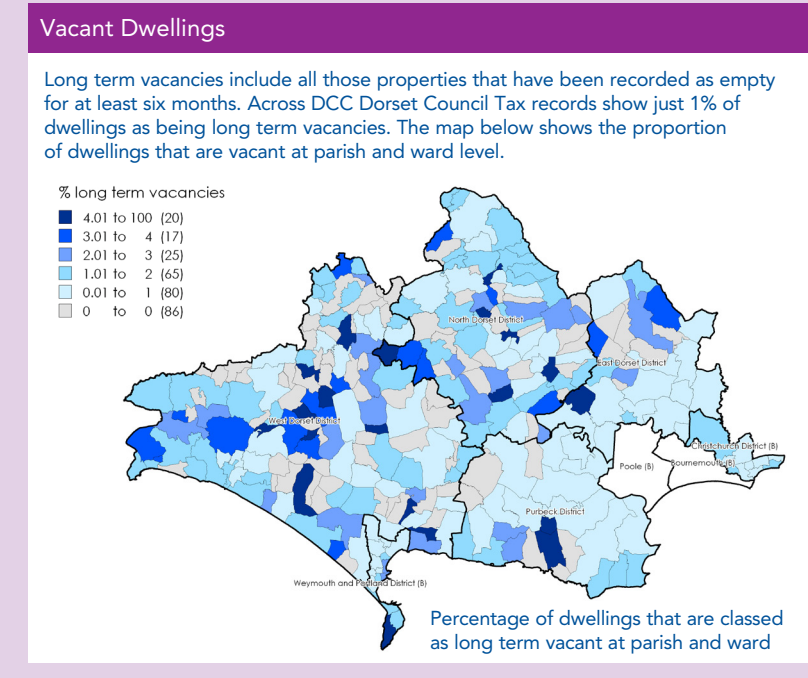 Vacant Dwellings
Long term vacancies include all those properties that have been recorded as empty
for at least six months. Across DCC Dorset Council Tax records show just 1% of
dwellings as being long term vacancies. The map below shows the proportion
of dwellings that are vacant at parish and ward level.
% long term vacancies
4.01 to 100 (20)
3.01 to 4 (17)
2.01 to 3 (25)
1.01 to 2 (65)
0.01 to 1 (80)
0 to 0 (86)
North Dorset District
East Dorset District
West Dorset District
Christchurch District (B)
Poole (B)
Bournemouth (B)
Purbeck District
Weymouth and Portland District (B)
Percentage of dwellings that are classed
as long term vacant at parish and ward